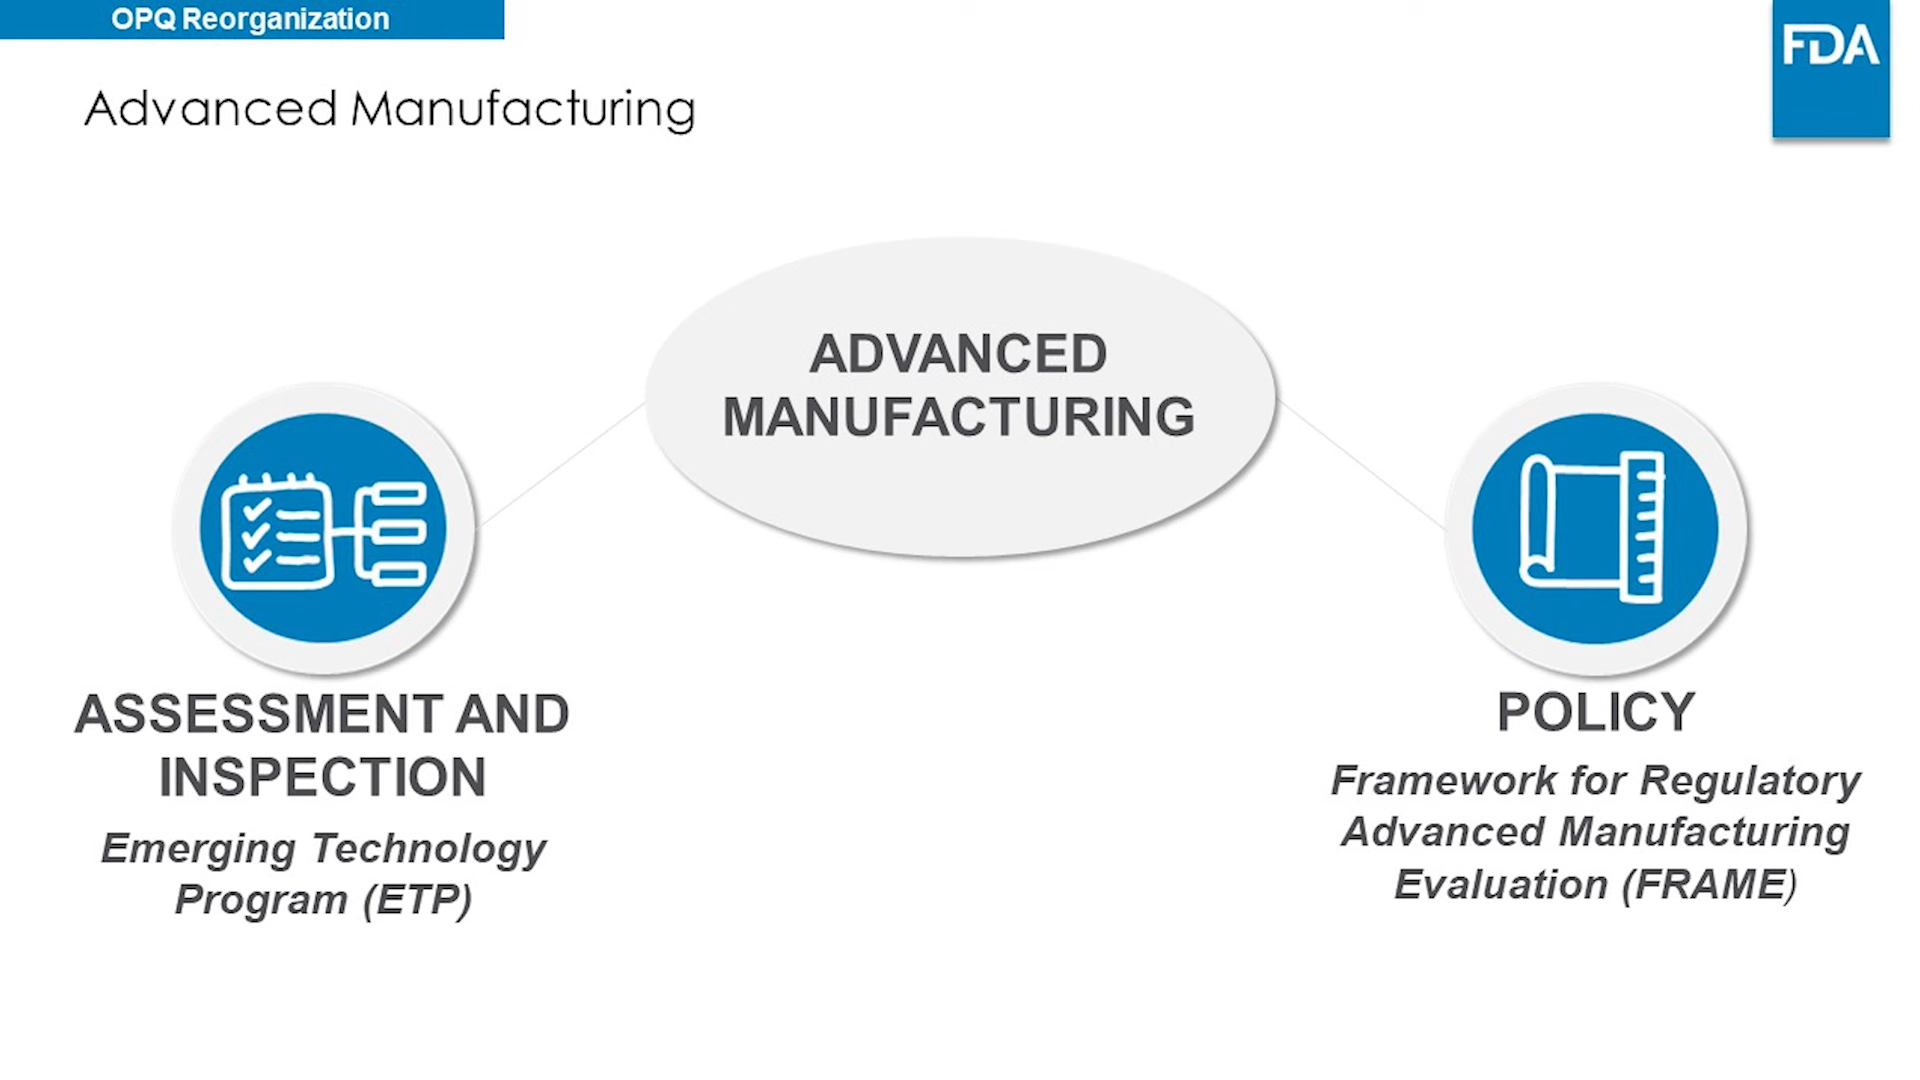 OPQ Reorganization
FDA
Advanced Manufacturing
ADVANCED
MANUFACTURING
ASSESSMENT AND
INSPECTION
Emerging Technology
Program (ETP)
POLICY
Framework for Regulatory
Advanced Manufacturing
Evaluation (FRAME)